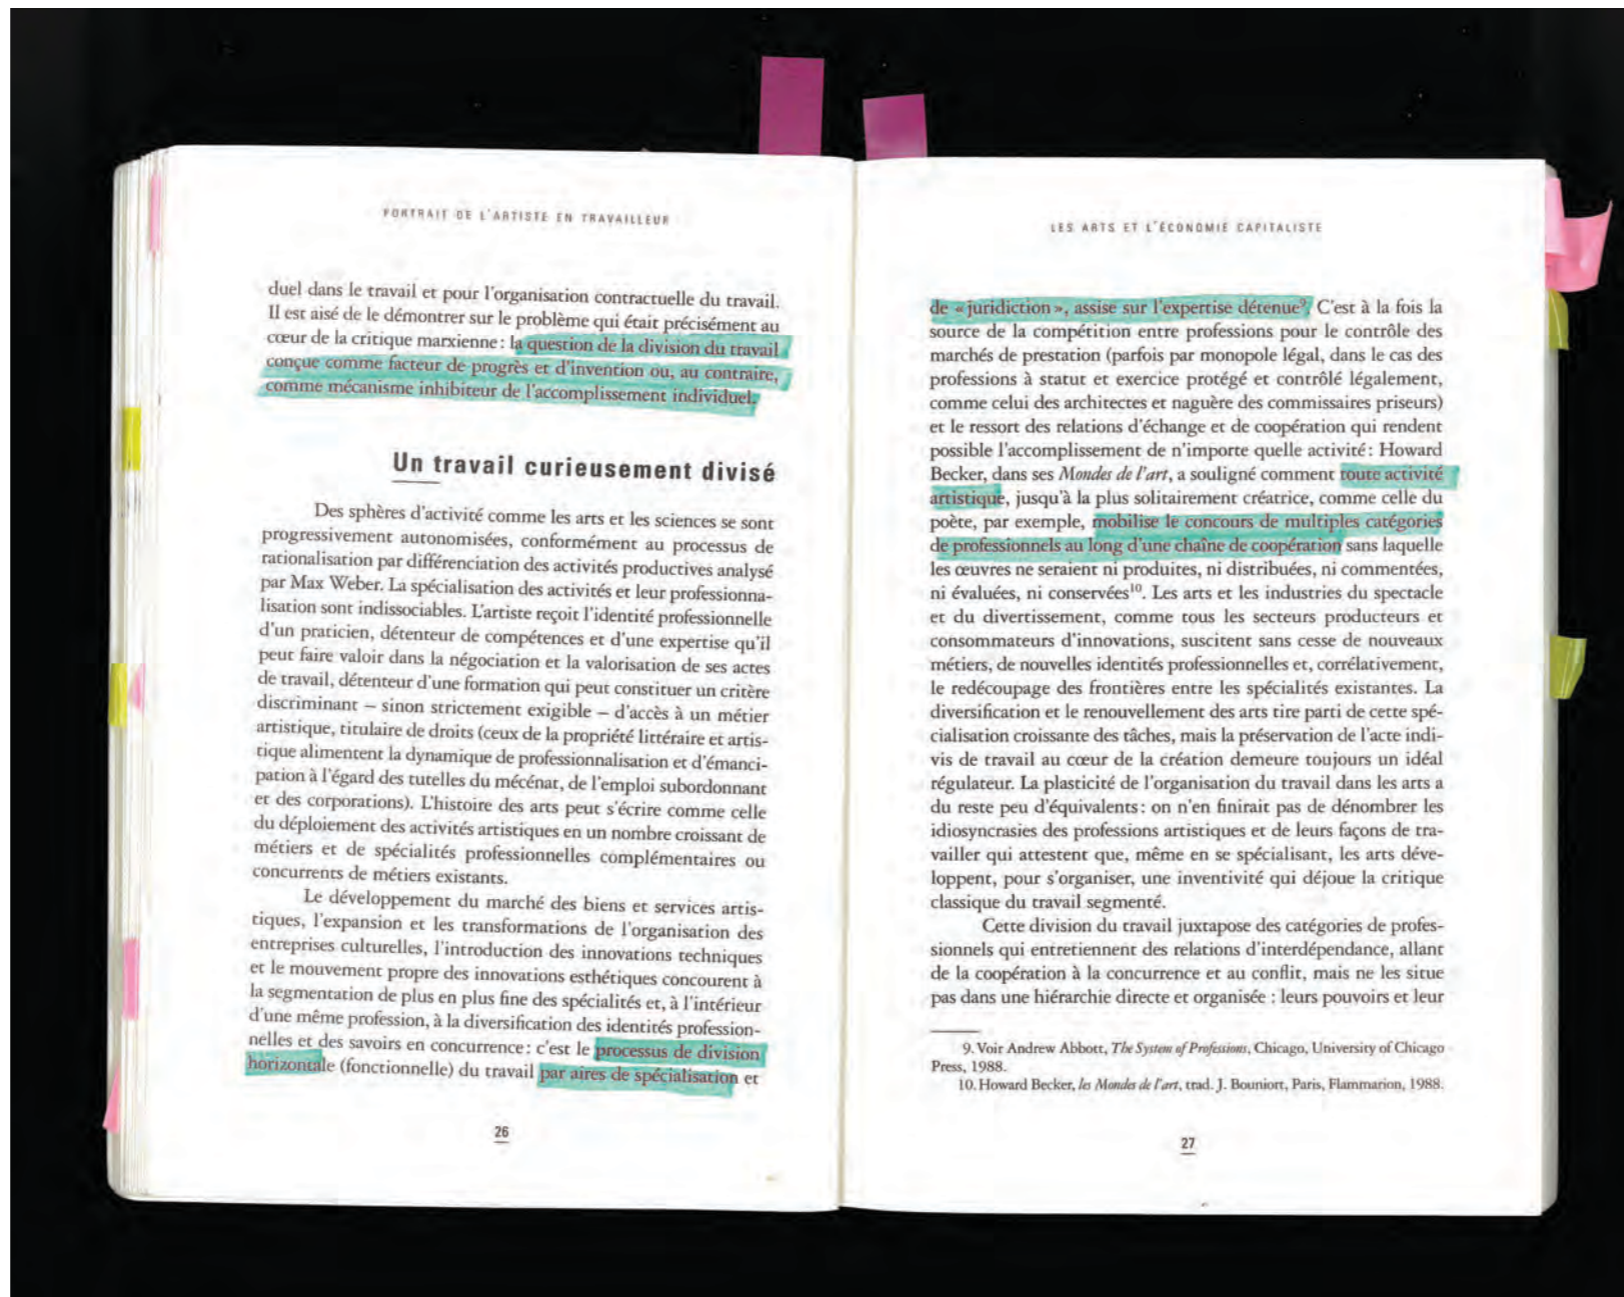 PORTRAIT DE L'ARTISTE EN TRAVAILLEUR
duel dans le travail et pour l'organisation contractuelle du travail.
Il est aisé de le démontrer sur le problème qui était précisément au
cœur de la critique marxienne : la question de la division du travail
conçue comme facteur de progrès et d'invention ou, au contraire,
comme mécanisme inhibiteur de l'accomplissement individuel.
Un travail curieusement divisé
Des sphères d'activité comme les arts et les sciences se sont
progressivement autonomisées, conformément au processus de
rationalisation par différenciation des activités productives analysé
par Max Weber. La spécialisation des activités et leur professionna-
lisation sont indissociables. L'artiste reçoit l'identité professionnelle
d'un praticien, détenteur de compétences et d'une expertise qu'il
peut faire valoir dans la négociation et la valorisation de ses actes
de travail, détenteur d'une formation qui peut constituer un critère
discriminant – sinon strictement exigible – d'accès à un métier
artistique, titulaire de droits (ceux de la propriété littéraire et artis-
tique alimentent la dynamique de professionnalisation et d'émanci-
pation à l'égard des tutelles du mécénat, de l'emploi subordonnant
et des corporations). L'histoire des arts peut s'écrire comme celle
du déploiement des activités artistiques en un nombre croissant de
métiers et de spécialités professionnelles complémentaires ou
concurrents de métiers existants.
Le développement du marché des biens et services artis-
tiques, l'expansion et les transformations de l'organisation des
entreprises culturelles, l'introduction des innovations techniques
et le mouvement propre des innovations esthétiques concourent à
la segmentation de plus en plus fine des spécialités et, à l'intérieur
d'une même profession, à la diversification des identités profession-
nelles et des savoirs en concurrence : c'est le processus de division
horizontale (fonctionnelle) du travail par aires de spécialisation et
26
LES ARTS ET L'ÉCONOMIE CAPITALISTE
de « juridiction », assise sur l'expertise détenue⁹. C'est à la fois la
source de la compétition entre professions pour le contrôle des
marchés de prestation (parfois par monopole légal, dans le cas des
professions à statut et exercice protégé et contrôlé légalement,
comme celui des architectes et naguère des commissaires priseurs)
et le ressort des relations d'échange et de coopération qui rendent
possible l'accomplissement de n'importe quelle activité : Howard
Becker, dans ses Mondes de l'art, a souligné comment toute activité
artistique, jusqu'à la plus solitairement créatrice, comme celle du
poète, par exemple, mobilise le concours de multiples catégories
de professionnels au long d'une chaîne de coopération sans laquelle
les œuvres ne seraient ni produites, ni distribuées, ni commentées,
ni évaluées, ni conservées¹⁰. Les arts et les industries du spectacle
et du divertissement, comme tous les secteurs producteurs et
consommateurs d'innovations, suscitent sans cesse de nouveaux
métiers, de nouvelles identités professionnelles et, corrélativement,
le redécoupage des frontières entre les spécialités existantes. La
diversification et le renouvellement des arts tire parti de cette spé-
cialisation croissante des tâches, mais la préservation de l'acte indi-
vis de travail au cœur de la création demeure toujours un idéal
régulateur. La plasticité de l'organisation du travail dans les arts a
du reste peu d'équivalents : on n'en finirait pas de dénombrer les
idiosyncrasies des professions artistiques et de leurs façons de tra-
vailler qui attestent que, même en se spécialisant, les arts déve-
loppent, pour s'organiser, une inventivité qui déjoue la critique
classique du travail segmenté.
Cette division du travail juxtapose des catégories de profes-
sionnels qui entretiennent des relations d'interdépendance, allant
de la coopération à la concurrence et au conflit, mais ne les situe
pas dans une hiérarchie directe et organisée : leurs pouvoirs et leur
9. Voir Andrew Abbott, The System of Professions, Chicago, University of Chicago
Press, 1988.
10. Howard Becker, les Mondes de l'art, trad. J. Bouniort, Paris, Flammarion, 1988.
27